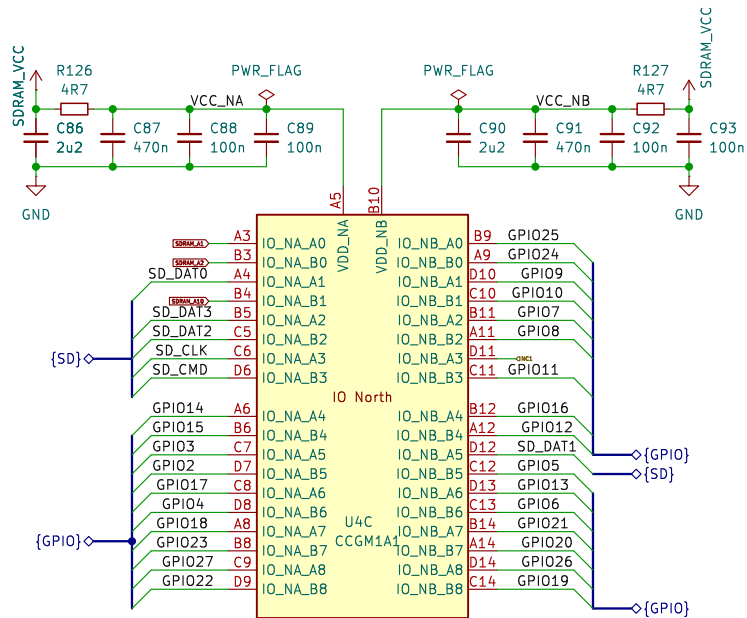 SDRAM_VCC
R126
4R7
VCC_NA
PWR_FLAG
C86
2u2
C87
470n
C88
100n
C89
100n
GND
PWR_FLAG
VCC_NB
R127
4R7
SDRAM_VCC
C90
2u2
C91
470n
C92
100n
C93
100n
GND
A5
B10
VDD_NA
VDD_NB
SDRAM_A1 A3 IO_NA_A0
SDRAM_A2 B3 IO_NA_B0
SD_DAT0 A4 IO_NA_A1
SDRAM_A10 B4 IO_NA_B1
SD_DAT3 B5 IO_NA_A2
SD_DAT2 C5 IO_NA_B2
{SD} SD_CLK C6 IO_NA_A3
SD_CMD D6 IO_NA_B3
IO North
GPIO14 A6 IO_NA_A4
GPIO15 B6 IO_NA_B4
GPIO3 C7 IO_NA_A5
GPIO2 D7 IO_NA_B5
GPIO17 C8 IO_NA_A6
GPIO4 D8 IO_NA_B6
GPIO18 A8 IO_NA_A7
{GPIO}
GPIO23 B8 IO_NA_B7
GPIO27 C9 IO_NA_A8
GPIO22 D9 IO_NA_B8
U4C
CCGM1A1
IO_NB_A0 B9 GPIO25
IO_NB_B0 A9 GPIO24
IO_NB_A1 D10 GPIO9
IO_NB_B1 C10 GPIO10
IO_NB_A2 B11 GPIO7
IO_NB_B2 A11 GPIO8
IO_NB_A3 D11
IO_NB_B3 C11 GPIO11
IO_NB_A4 B12 GPIO16
IO_NB_B4 A12 GPIO12
IO_NB_A5 D12 SD_DAT1 {GPIO}
IO_NB_B5 C12 GPIO5 {SD}
IO_NB_A6 D13 GPIO13
IO_NB_B6 C13 GPIO6
IO_NB_A7 B14 GPIO21
IO_NB_B7 A14 GPIO20
IO_NB_A8 D14 GPIO26
IO_NB_B8 C14 GPIO19
{GPIO}